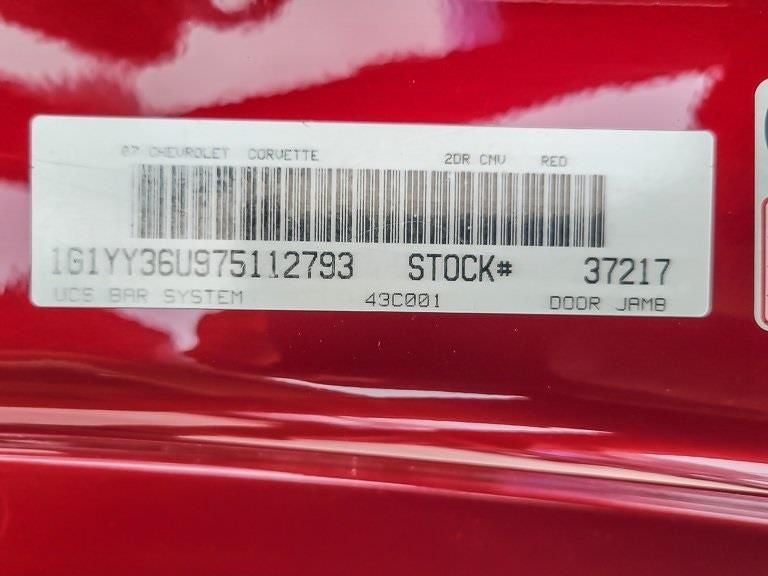 07 CHEVROLET CORVETTE 2DR CNV RED
1G1YY36U975112793 STOCK# 37217
UCS BAR SYSTEM 43C001 DOOR JAMB